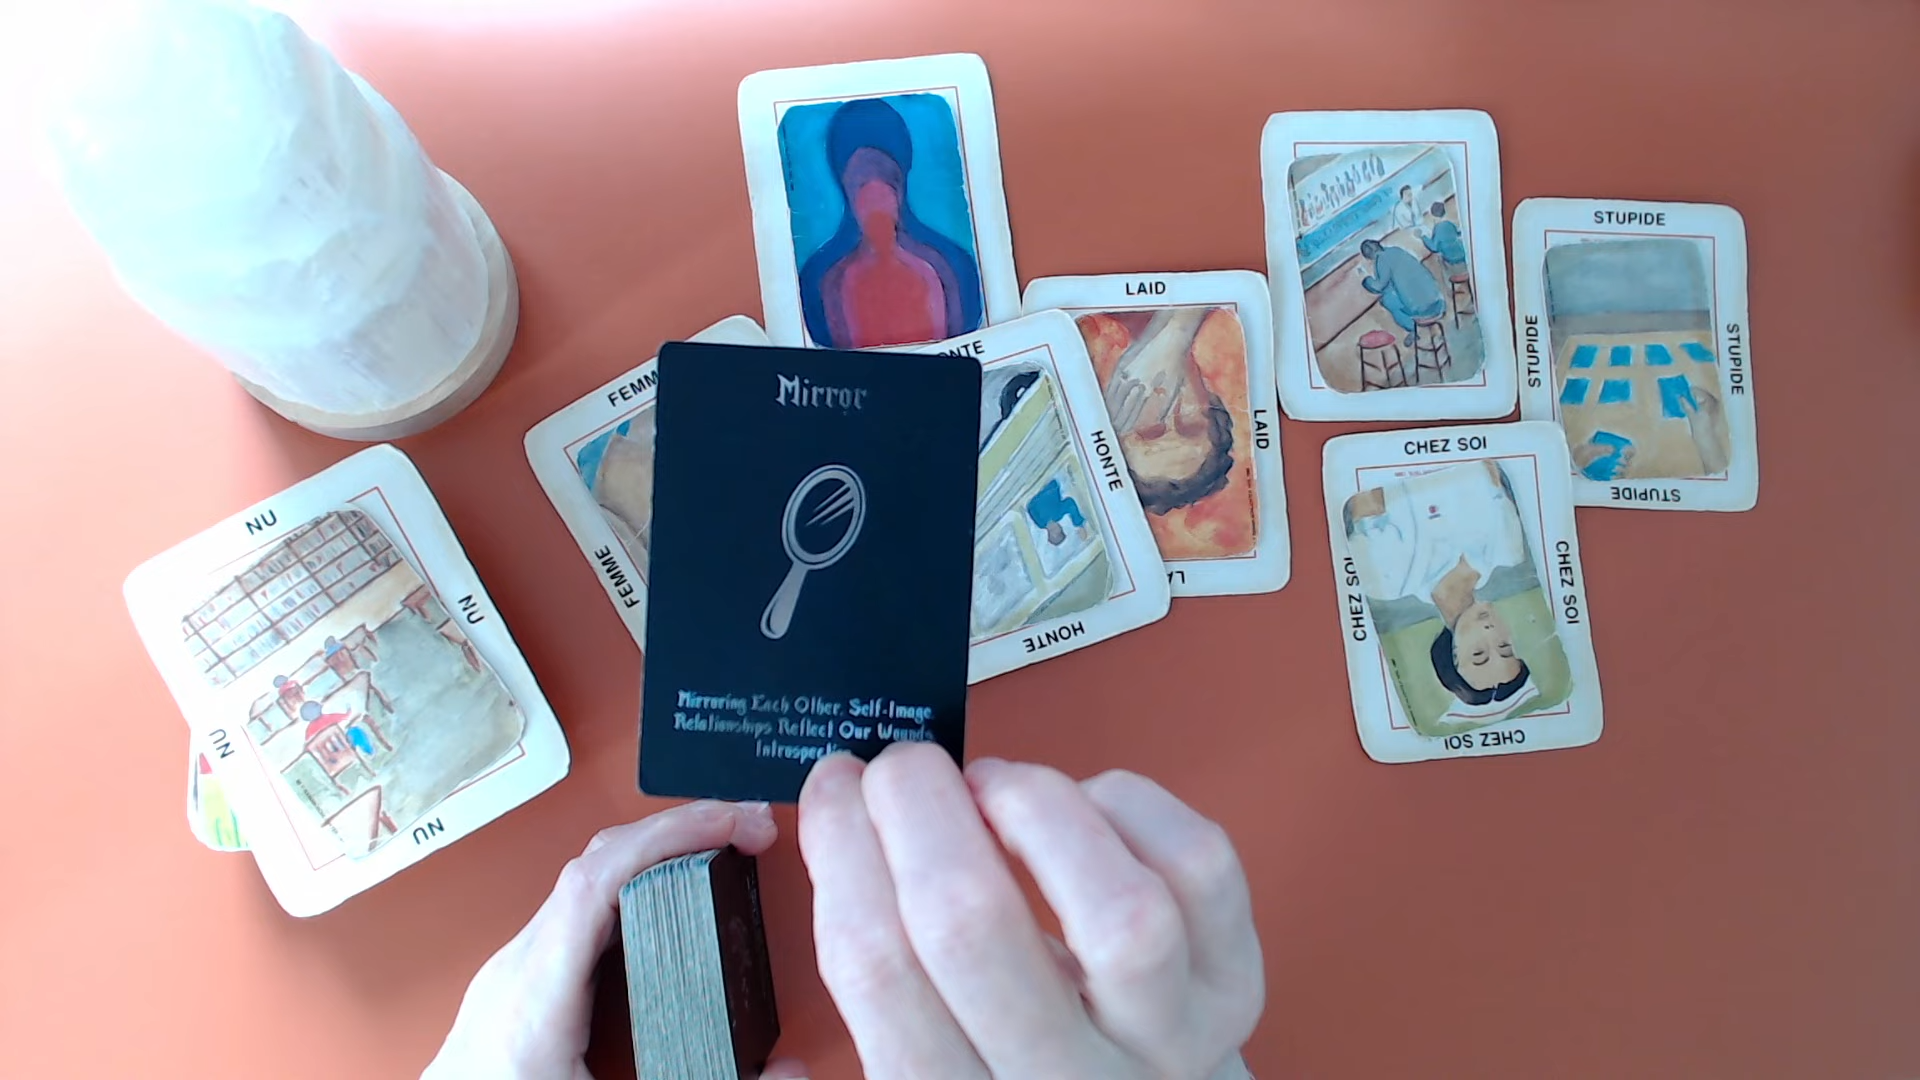 STUPIDE
STUPIDE
STUPIDE
STUPIDE
LAID
LAID
HONTE
HONTE
FEMME
Mirror
Mirroring Each Other. Self-Image.
Relationships Reflect Our Wounds.
CHEZ SOI
CHEZ SOI
CHEZ SOI
CHEZ SOI
NU
NU
NU
NU